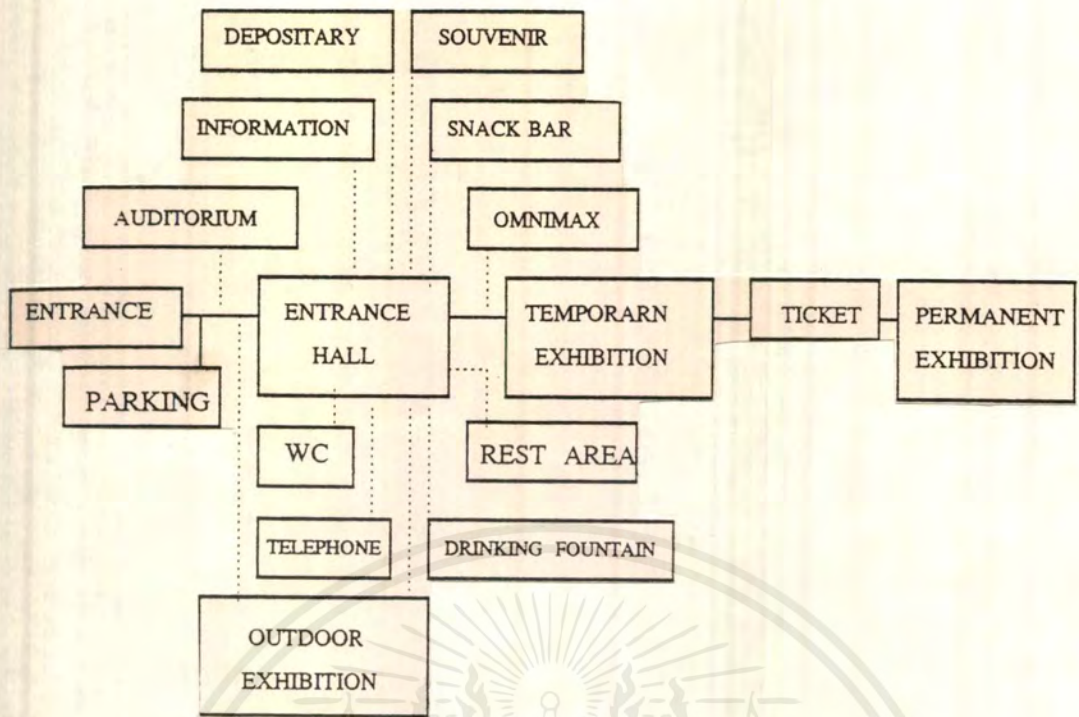 DEPOSITARY
SOUVENIR
INFORMATION
SNACK BAR
AUDITORIUM
OMNIMAX
ENTRANCE
ENTRANCE
HALL
TEMPORARN
EXHIBITION
TICKET
PERMANENT
EXHIBITION
PARKING
WC
REST AREA
TELEPHONE
DRINKING FOUNTAIN
OUTDOOR
EXHIBITION